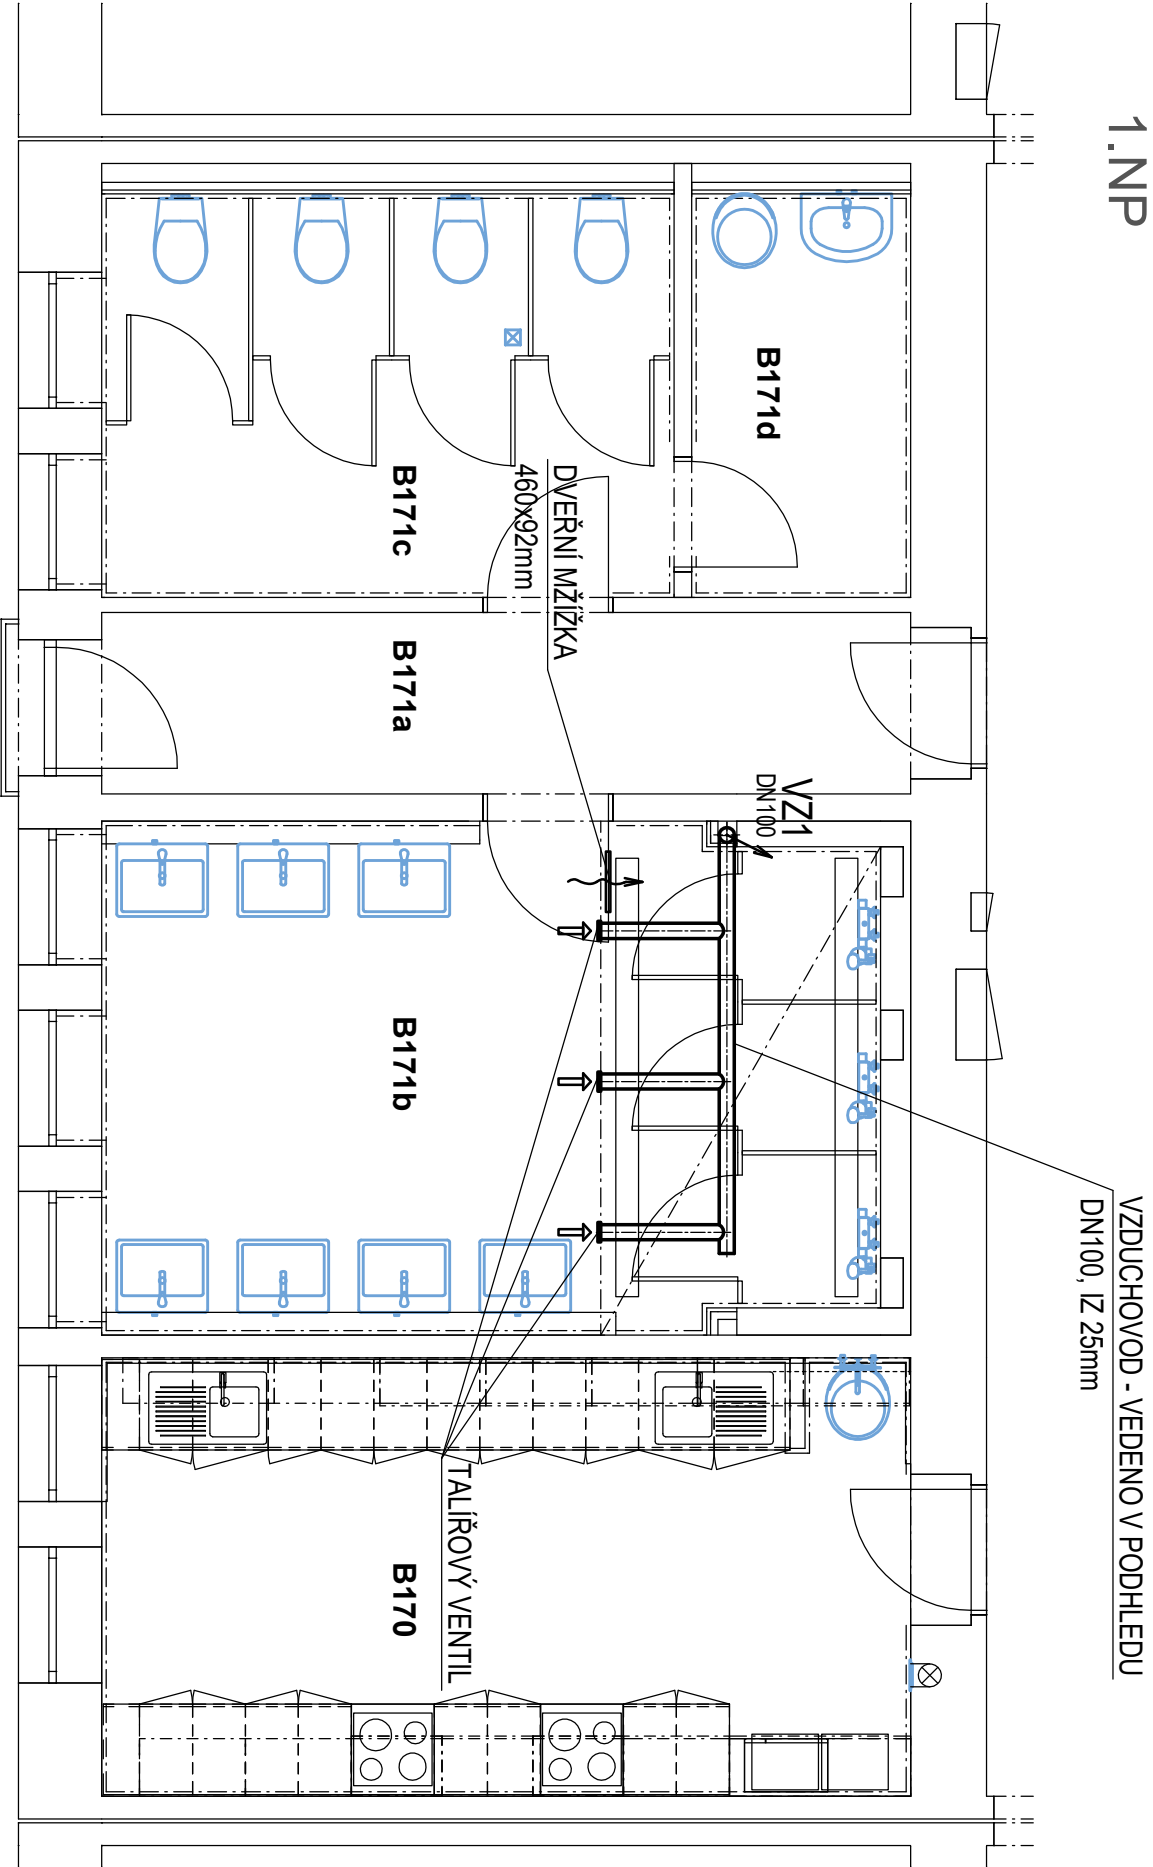 1.NP
B171d
B171c
DVEŘNÍ MŽÍŽKA
460x92mm
B171a
VZ1
DN100
B171b
VZDUCHOVOD - VEDENO V PODHLEDU
DN100, IZ 25mm
TALÍŘOVÝ VENTIL
B170